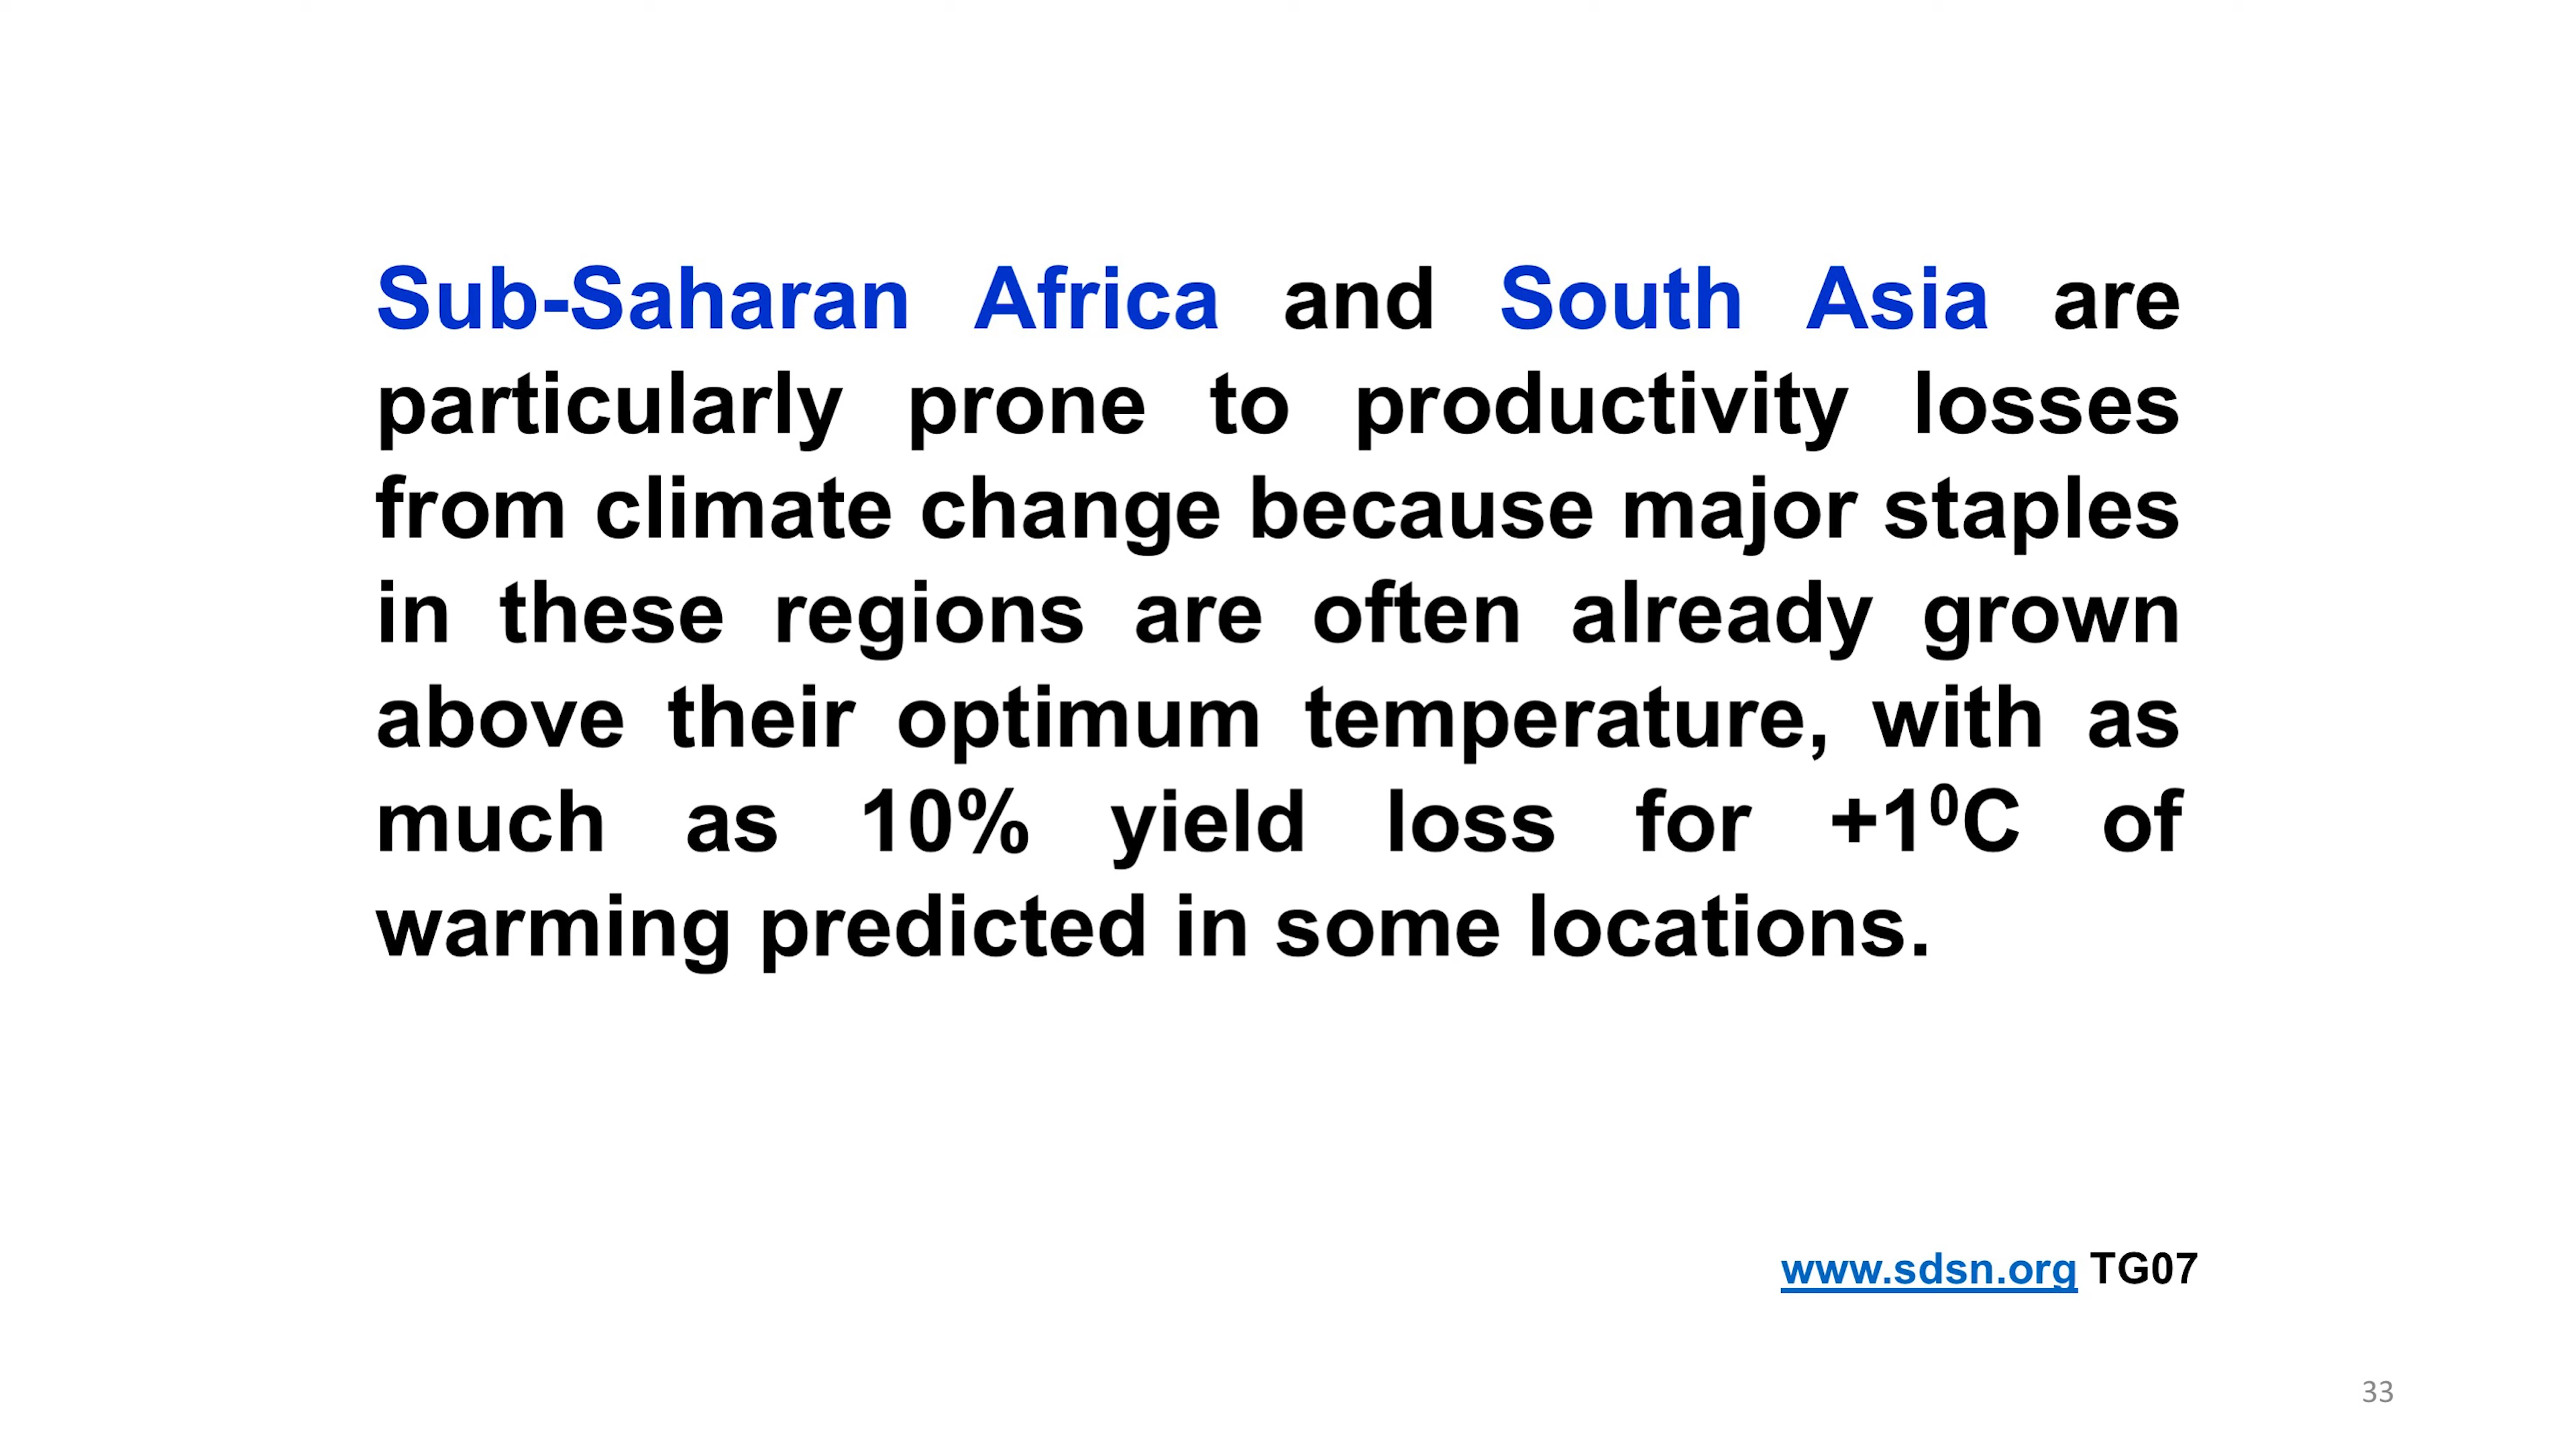 Sub-Saharan Africa and South Asia are
particularly prone to productivity losses
from climate change because major staples
in these regions are often already grown
above their optimum temperature, with as
much as 10% yield loss for +1⁰C of
warming predicted in some locations.
www.sdsn.org TG07
33